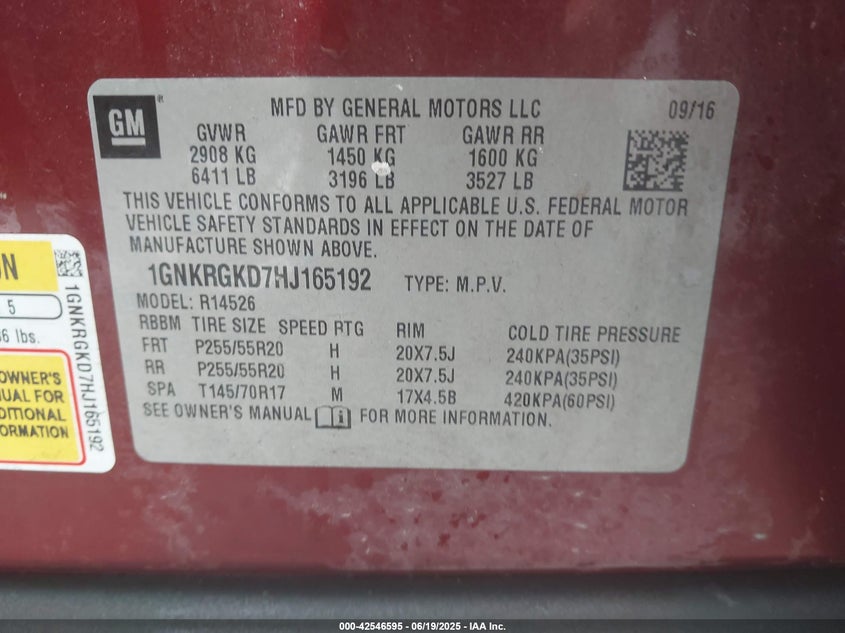 GM
MFD BY GENERAL MOTORS LLC 09/16
GVWR GAWR FRT GAWR RR
2908 KG 1450 KG 1600 KG
6411 LB 3196 LB 3527 LB
THIS VEHICLE CONFORMS TO ALL APPLICABLE U.S. FEDERAL MOTOR
VEHICLE SAFETY STANDARDS IN EFFECT ON THE DATE OF
MANUFACTURE SHOWN ABOVE.
1GNKRGKD7HJ165192 TYPE: M.P.V.
MODEL: R14526
RBBM TIRE SIZE SPEED RTG RIM COLD TIRE PRESSURE
FRT P255/55R20 H 20X7.5J 240KPA(35PSI)
RR P255/55R20 H 20X7.5J 240KPA(35PSI)
SPA T145/70R17 M 17X4.5B 420KPA(60PSI)
SEE OWNER'S MANUAL FOR MORE INFORMATION.
5
lbs.
OWNER'S
FOR
1GNKRGKD7HJ165192
000-42546595 - 06/19/2025 - IAA Inc.